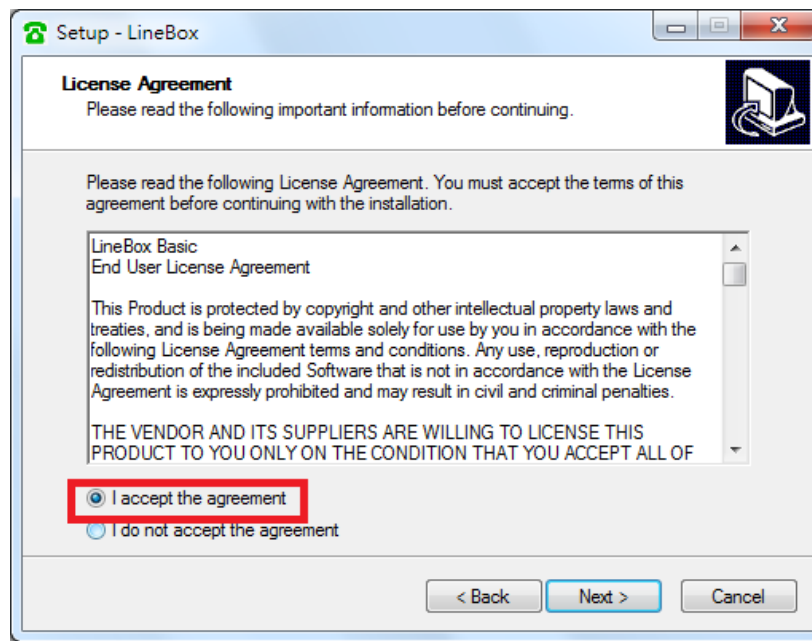 Setup - LineBox
License Agreement
Please read the following important information before continuing.
Please read the following License Agreement. You must accept the terms of this
agreement before continuing with the installation.
LineBox Basic
End User License Agreement
This Product is protected by copyright and other intellectual property laws and
treaties, and is being made available solely for use by you in accordance with the
following License Agreement terms and conditions. Any use, reproduction or
redistribution of the included Software that is not in accordance with the License
Agreement is expressly prohibited and may result in civil and criminal penalties.
THE VENDOR AND ITS SUPPLIERS ARE WILLING TO LICENSE THIS
PRODUCT TO YOU ONLY ON THE CONDITION THAT YOU ACCEPT ALL OF
I accept the agreement
I do not accept the agreement
< Back Next > Cancel